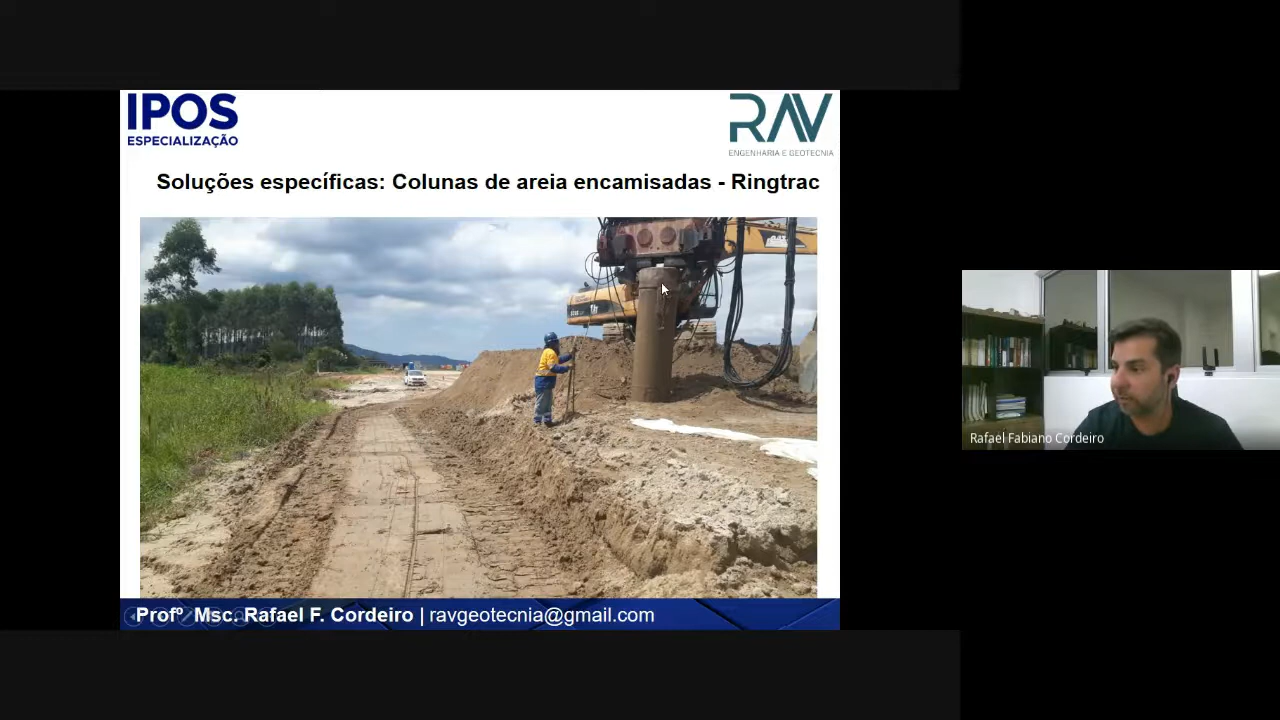 IPOS
ESPECIALIZAÇÃO
RAV
ENGENHARIA E GEOTECNIA
Soluções específicas: Colunas de areia encamisadas - Ringtrac
Profº Msc. Rafael F. Cordeiro | ravgeotecnia@gmail.com
Rafael Fabiano Cordeiro